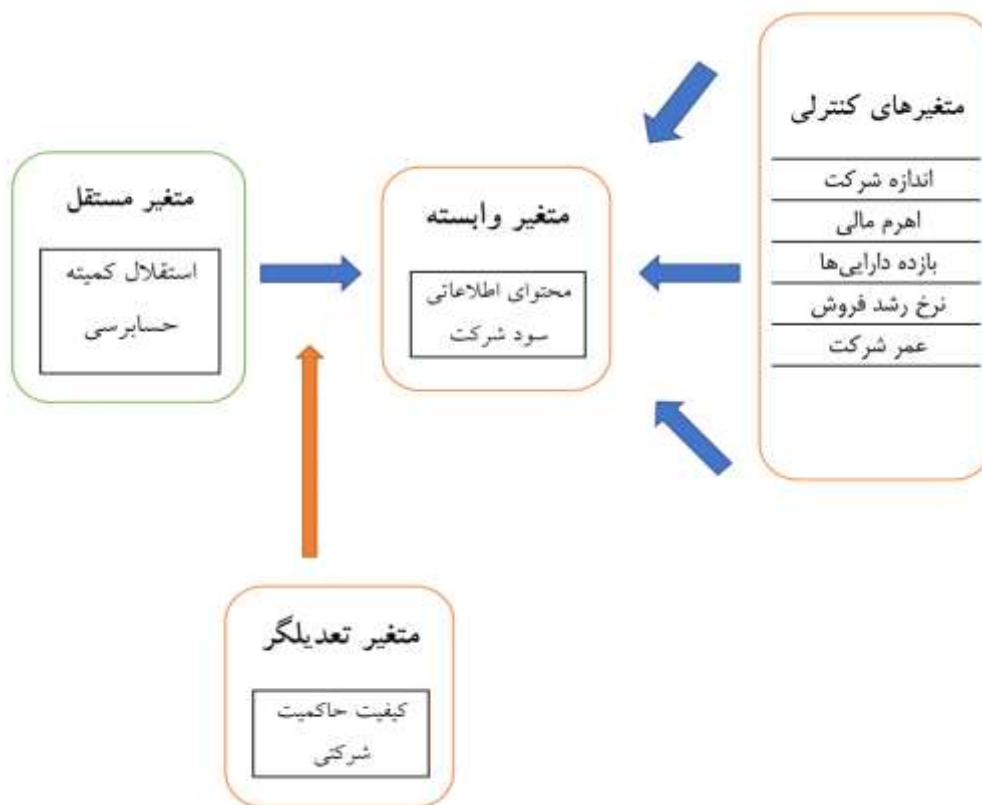 متغیرهای کنترلی
اندازه شرکت
اهرم مالی
بازده دارایی‌ها
نرخ رشد فروش
عمر شرکت
متغیر وابسته
محتوای اطلاعاتی
سود شرکت
متغیر مستقل
استقلال کمیته
حسابرسی
متغیر تعدیلگر
کیفیت حاکمیت
شرکتی